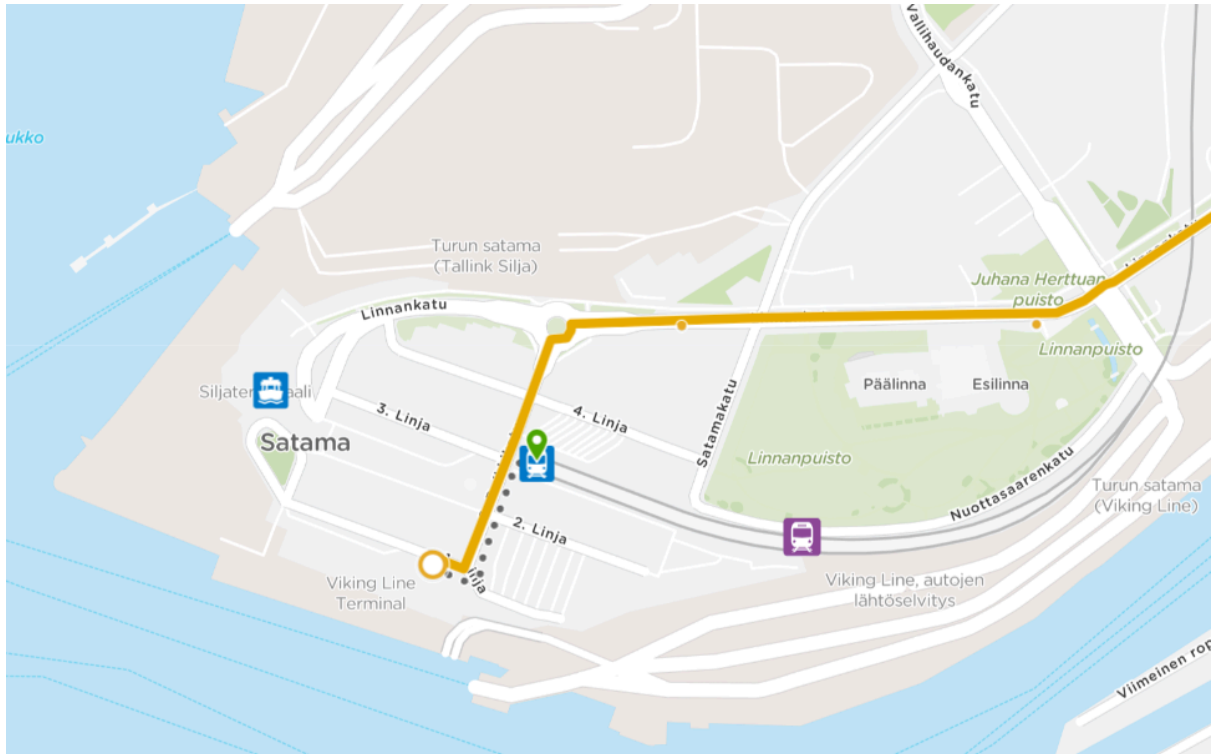 ukko
Vallihaudankatu
Turun satama
(Tallink Silja)
Linnankatu
Juhana Herttuan
puisto
Linnanpuisto
Päälinna
Esilinna
3. Linja
4. Linja
Satama
Satamakatu
Linnanpuisto
Nuottasaarenkatu
Turun satama
(Viking Line)
2. Linja
Viking Line
Terminal
Viking Line, autojen
lähtöselvitys
Viimeinen rop